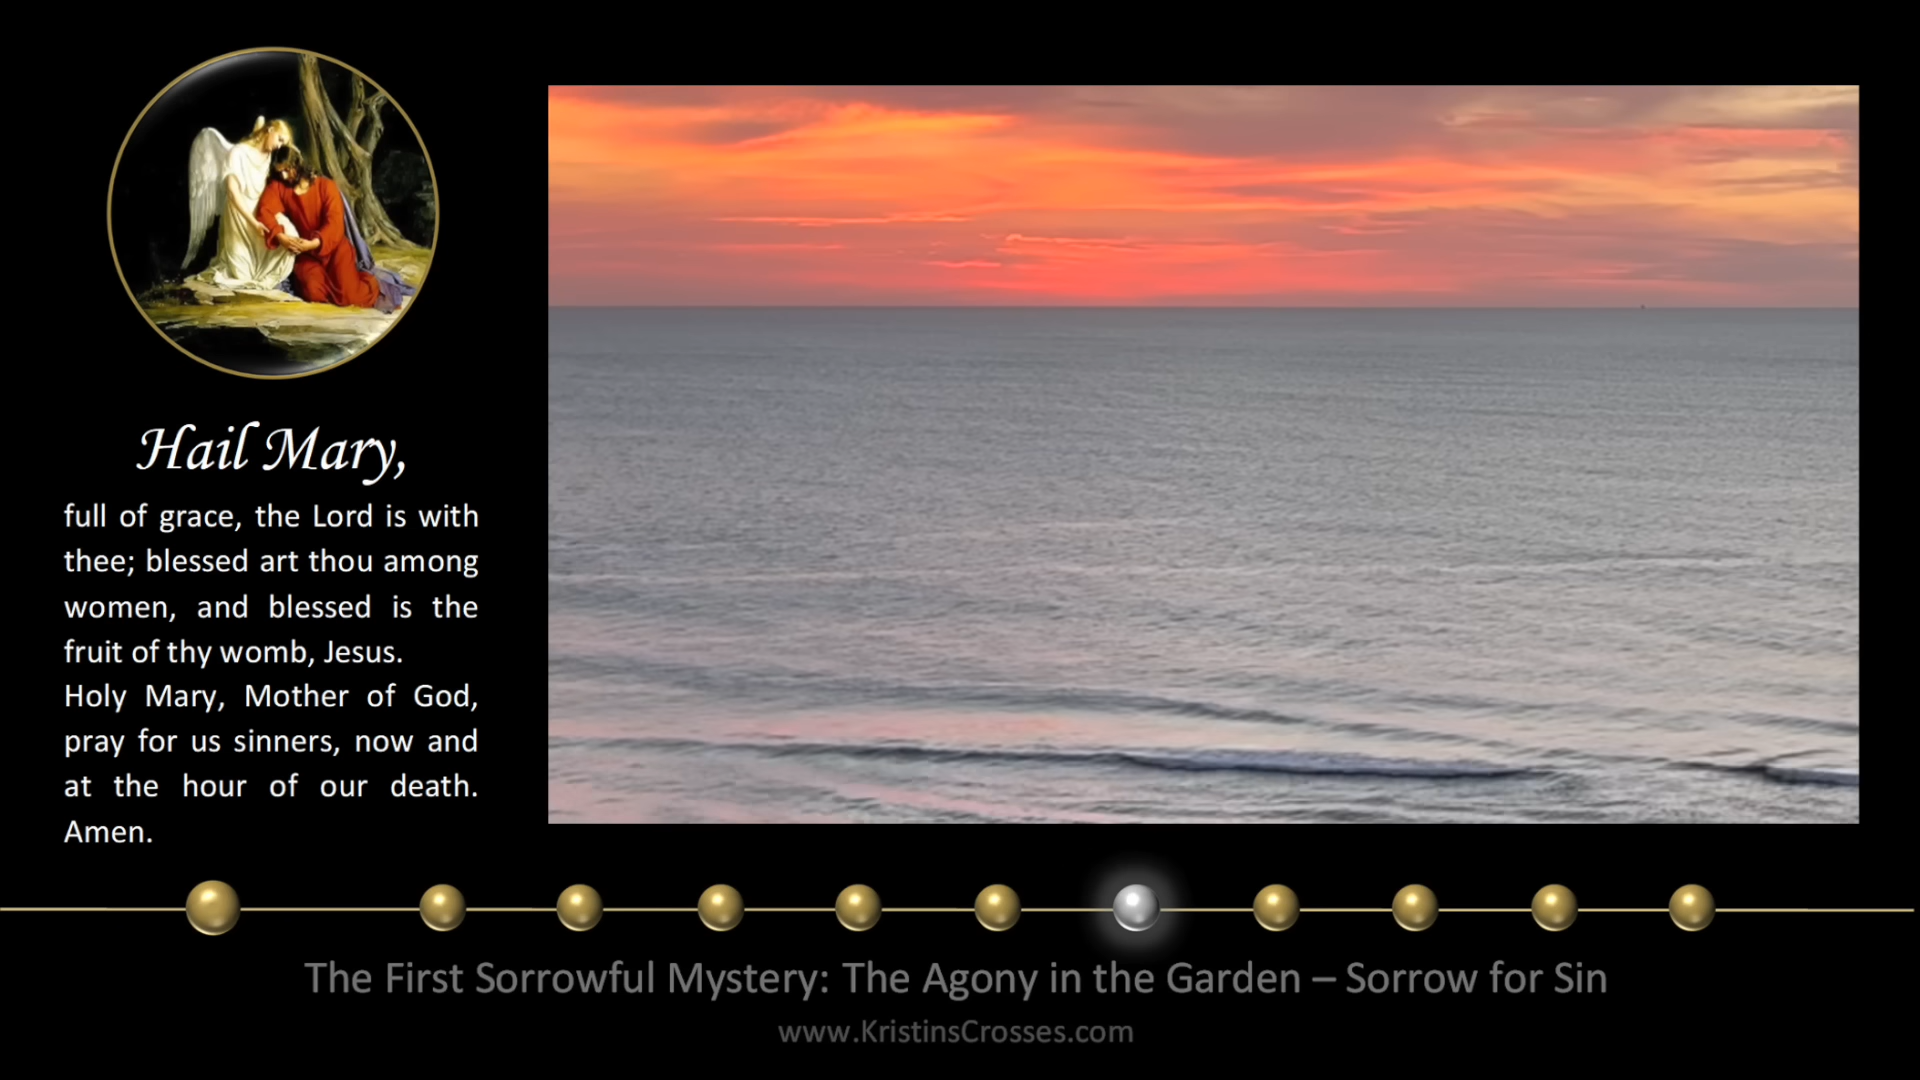 Hail Mary,
full of grace, the Lord is with
thee; blessed art thou among
women, and blessed is the
fruit of thy womb, Jesus.
Holy Mary, Mother of God,
pray for us sinners, now and
at the hour of our death.
Amen.
The First Sorrowful Mystery: The Agony in the Garden – Sorrow for Sin
www.KristinsCrosses.com